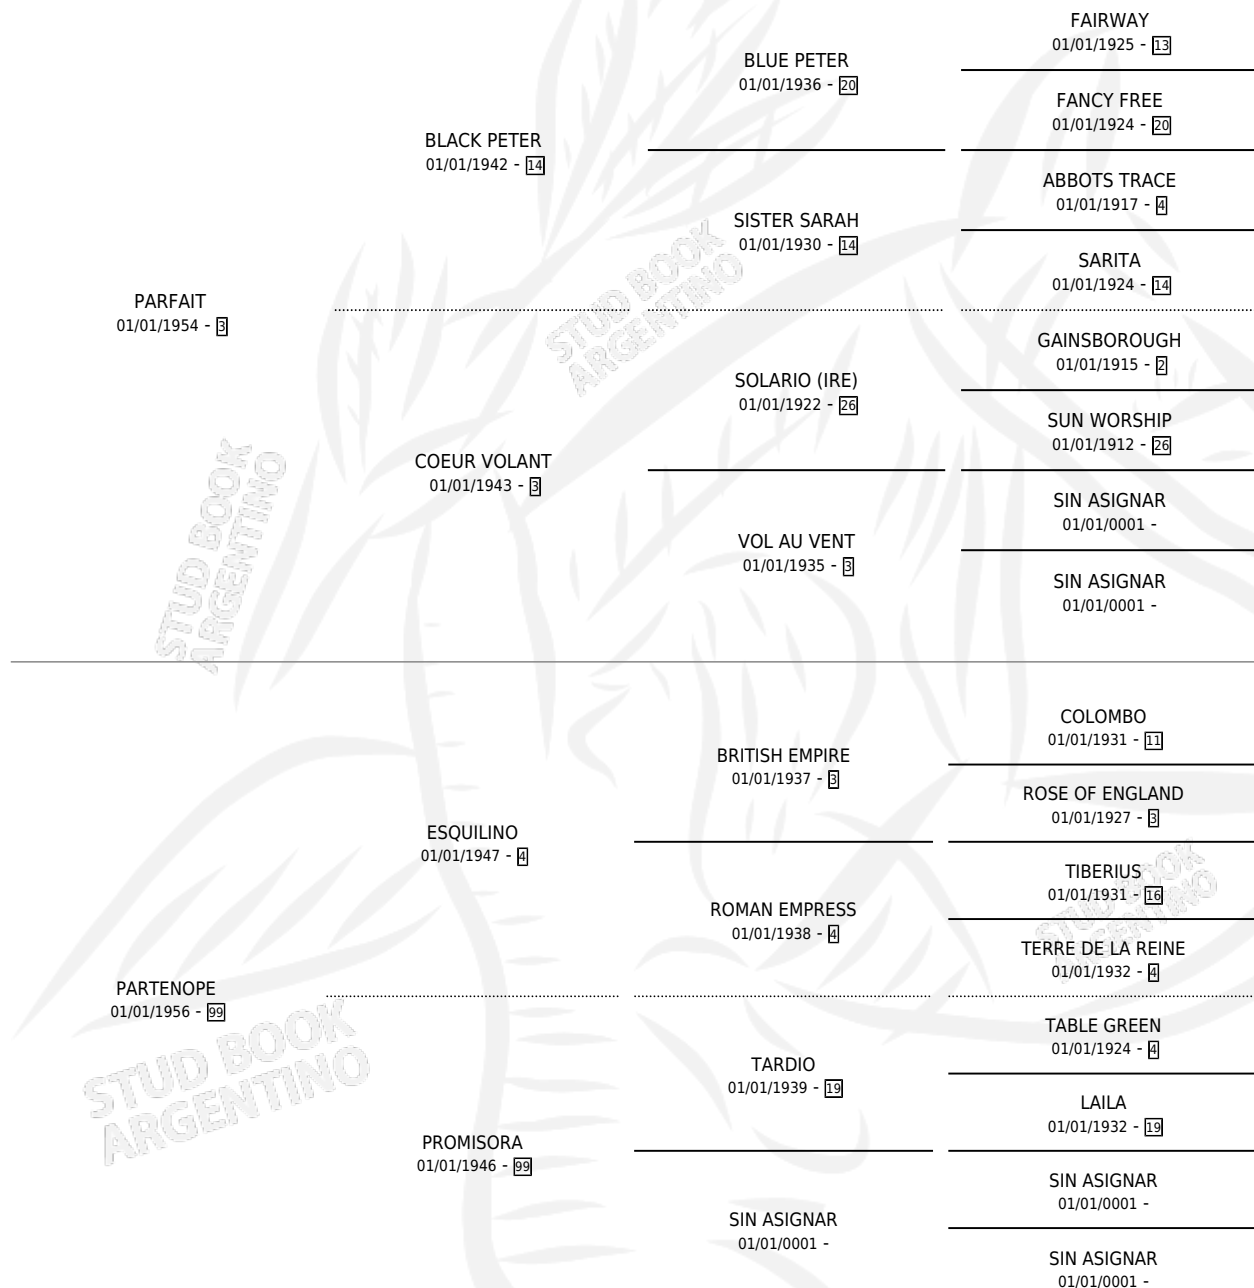 FAIRWAY
01/01/1925 - 13
BLUE PETER
01/01/1936 - 20
FANCY FREE
01/01/1924 - 20
BLACK PETER
01/01/1942 - 14
ABBOTS TRACE
01/01/1917 - 4
SISTER SARAH
01/01/1930 - 14
SARITA
01/01/1924 - 14
PARFAIT
01/01/1954 - 3
GAINSBOROUGH
01/01/1915 - 2
SOLARIO (IRE)
01/01/1922 - 26
SUN WORSHIP
01/01/1912 - 26
COEUR VOLANT
01/01/1943 - 3
SIN ASIGNAR
01/01/0001 -
VOL AU VENT
01/01/1935 - 3
SIN ASIGNAR
01/01/0001 -
COLOMBO
01/01/1931 - 11
BRITISH EMPIRE
01/01/1937 - 3
ROSE OF ENGLAND
01/01/1927 - 3
ESQUILINO
01/01/1947 - 4
TIBERIUS
01/01/1931 - 16
ROMAN EMPRESS
01/01/1938 - 4
TERRE DE LA REINE
01/01/1932 - 4
PARTENOPE
01/01/1956 - 99
TABLE GREEN
01/01/1924 - 4
TARDIO
01/01/1939 - 19
LAILA
01/01/1932 - 19
PROMISORA
01/01/1946 - 99
SIN ASIGNAR
01/01/0001 -
SIN ASIGNAR
01/01/0001 -
SIN ASIGNAR
01/01/0001 -
STUD BOOK
ARGENTINO
STUD BOOK
ARGENTINO
STUD BOOK
ARGENTINO
STUD BOOK
ARGENTINO